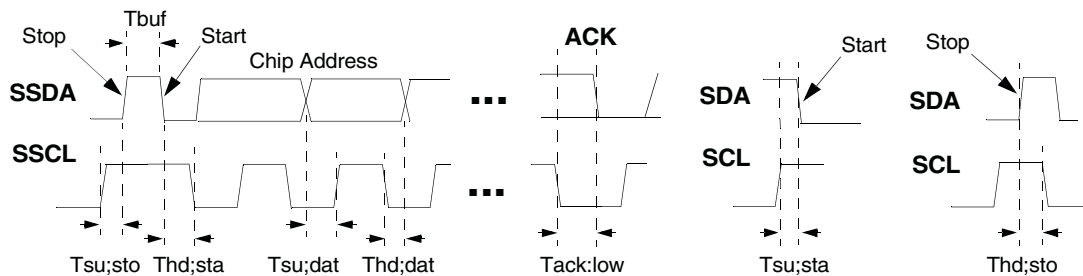 Tbuf
Stop
Start
ACK
Chip Address
Start
Stop
SSDA
SDA
SDA
SSCL
SCL
SCL
...
...
Tsu;sto
Thd;sta
Tsu;dat
Thd;dat
Tack:low
Tsu;sta
Thd;sto